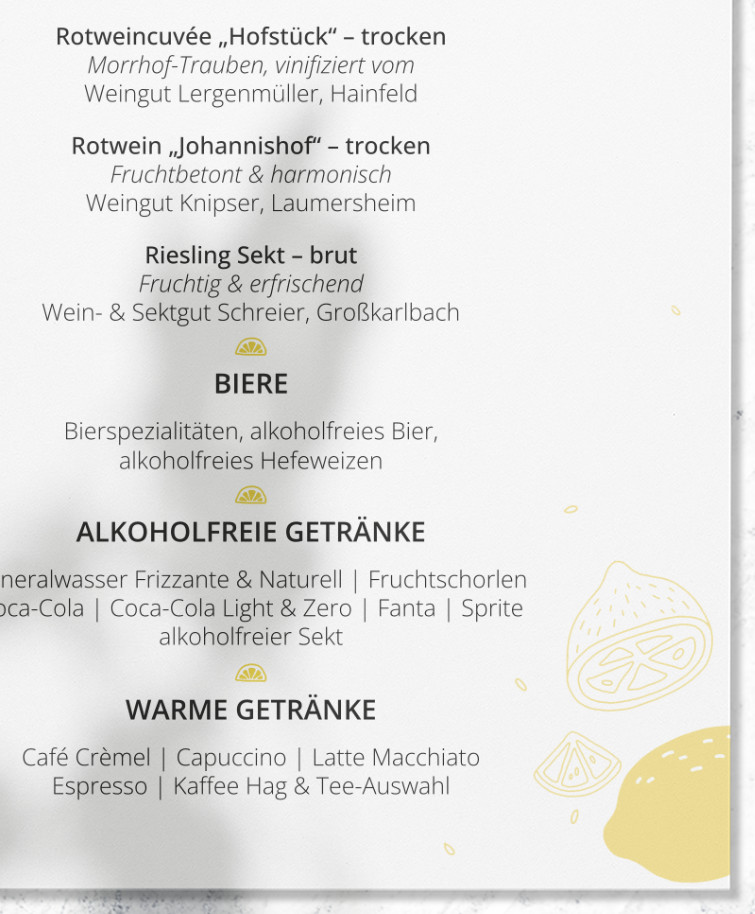 Rotweincuvée „Hofstück“ – trocken
Morrhof-Trauben, vinifiziert vom
Weingut Lergenmüller, Hainfeld
Rotwein „Johannishof“ – trocken
Fruchtbetont & harmonisch
Weingut Knipser, Laumersheim
Riesling Sekt – brut
Fruchtig & erfrischend
Wein- & Sektgut Schreier, Großkarlbach
BIERE
Bierspezialitäten, alkoholfreies Bier,
alkoholfreies Hefeweizen
ALKOHOLFREIE GETRÄNKE
neralwasser Frizzante & Naturell | Fruchtschorlen
oca-Cola | Coca-Cola Light & Zero | Fanta | Sprite
alkoholfreier Sekt
WARME GETRÄNKE
Café Crèmel | Capuccino | Latte Macchiato
Espresso | Kaffee Hag & Tee-Auswahl